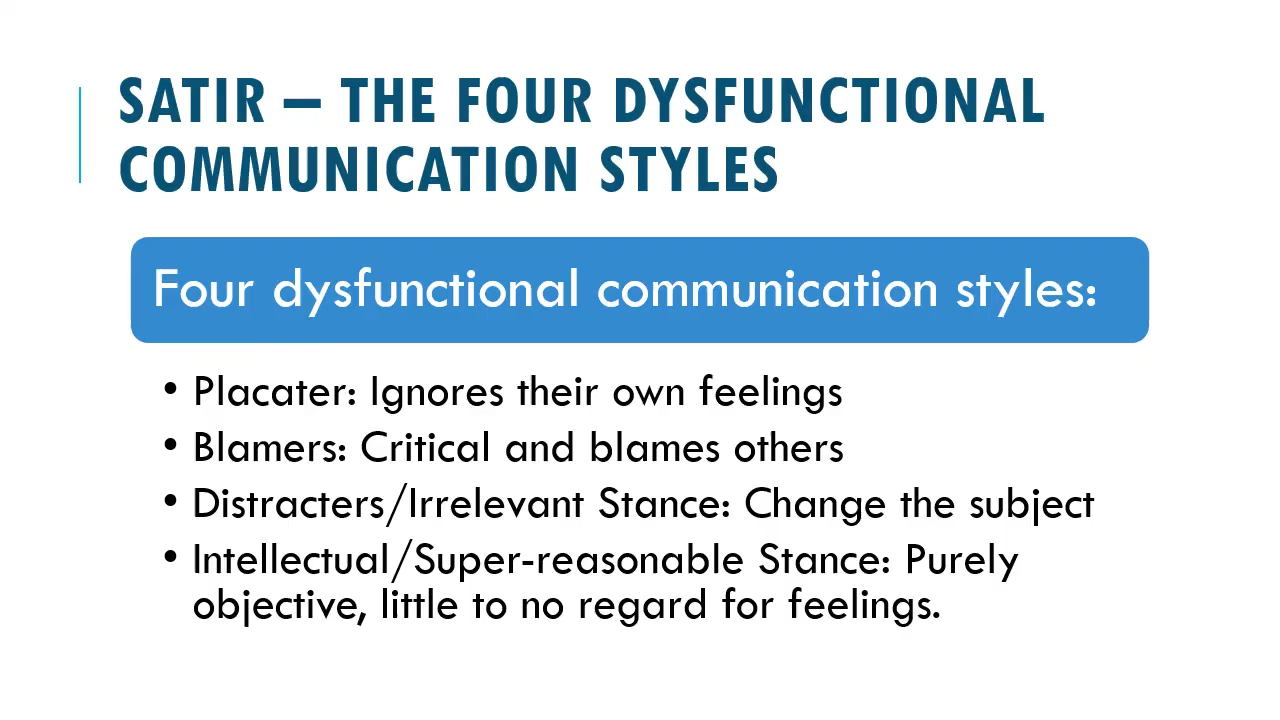 SATIR – THE FOUR DYSFUNCTIONAL
COMMUNICATION STYLES
Four dysfunctional communication styles:
• Placater: Ignores their own feelings
• Blamers: Critical and blames others
• Distracters/Irrelevant Stance: Change the subject
• Intellectual/Super-reasonable Stance: Purely
objective, little to no regard for feelings.